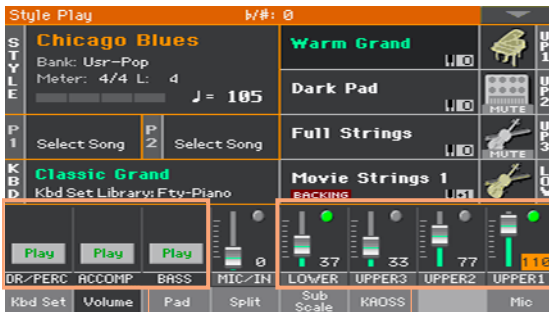 Style Play ♭/#: 0
STYLE
Chicago Blues
Bank: Usr-Pop
Meter: 4/4 L: 4
♩= 105
Warm Grand UP1
Dark Pad UP2
MUTE
P1 Select Song P2 Select Song
Full Strings UP3
MUTE
KBD
Classic Grand
Kbd Set Library: Fty-Piano
Movie Strings 1 LOW
BACKING
Play Play Play 0 37 33 77 110
DR/PERC ACCOMP BASS MIC/IN LOWER UPPER3 UPPER2 UPPER1
Kbd Set Volume Pad Split Sub Scale KAOSS Mic